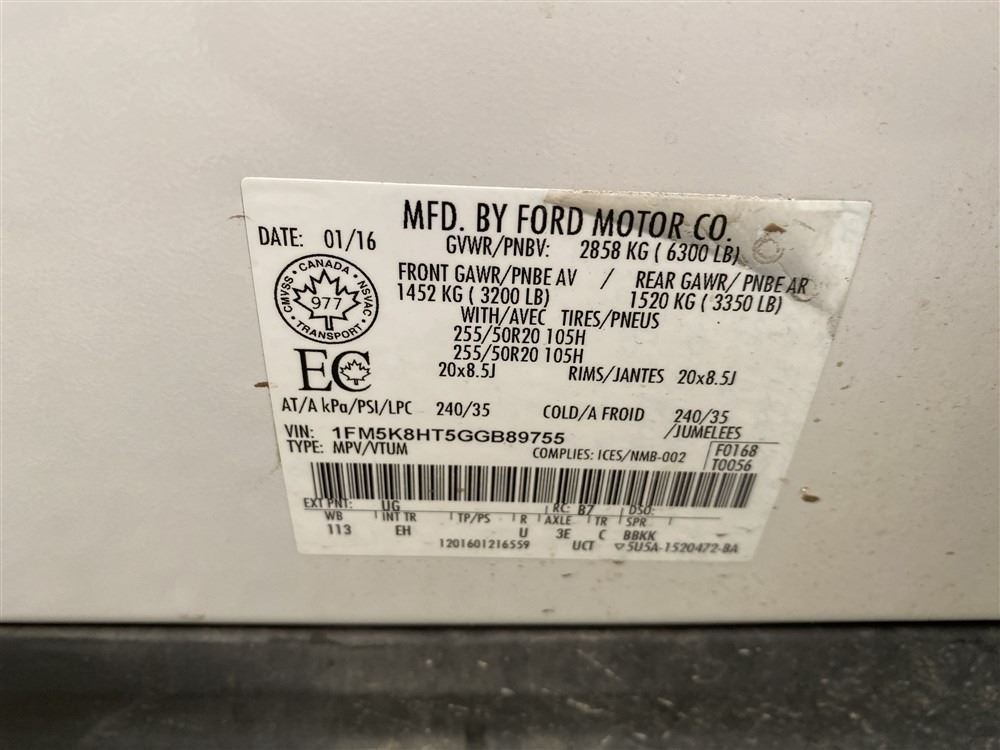 MFD. BY FORD MOTOR CO.
DATE: 01/16
GVWR/PNBV: 2858 KG ( 6300 LB)
FRONT GAWR/PNBE AV / REAR GAWR/ PNBE AR
1452 KG ( 3200 LB) 1520 KG ( 3350 LB)
WITH/AVEC TIRES/PNEUS
255/50R20 105H
255/50R20 105H
20x8.5J RIMS/JANTES 20x8.5J
CMVSS · CANADA · NSVAC · TRANSPORT ·
977
EC
AT/A kPa/PSI/LPC 240/35 COLD/A FROID 240/35
VIN: 1FM5K8HT5GGB89755 /JUMELEES
TYPE: MPV/VTUM COMPLIES: ICES/NMB-002 F0168
T0056
EXT PNT: UG RC: B7 DSO:
WB INT TR TP/PS R AXLE TR SPR
113 EH U 3E C BBKK
1201601216559 UCT ▽5U5A-1520472-BA